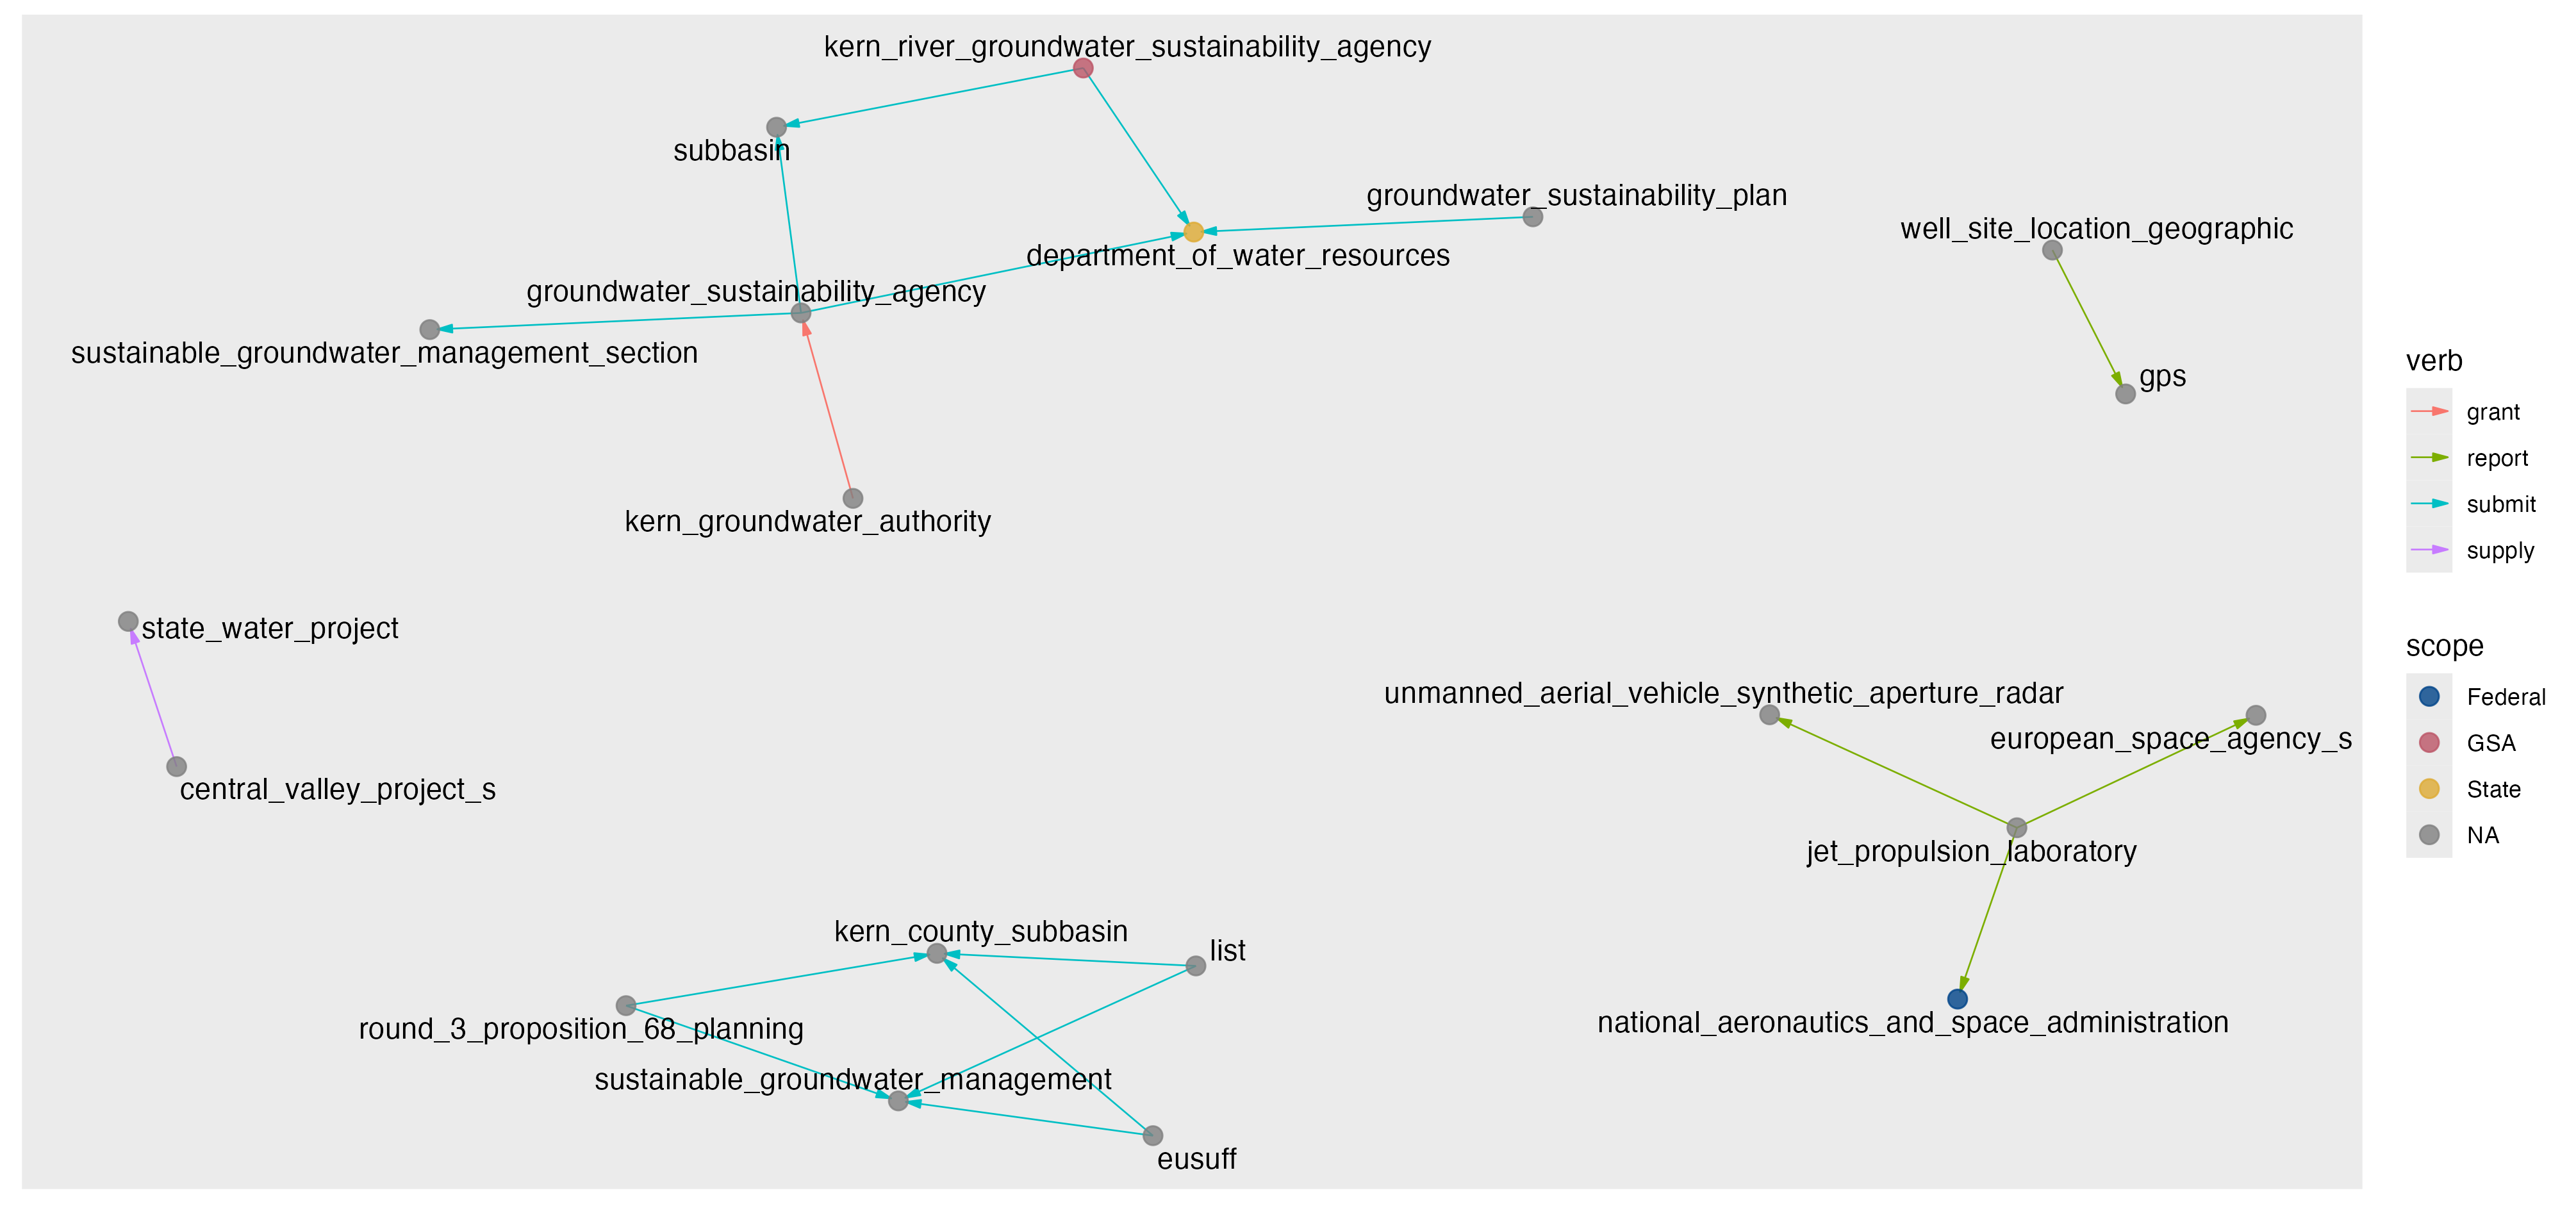 kern_river_groundwater_sustainability_agency
subbasin
groundwater_sustainability_plan
well_site_location_geographic
department_of_water_resources
groundwater_sustainability_agency
sustainable_groundwater_management_section
gps
kern_groundwater_authority
state_water_project
central_valley_project_s
unmanned_aerial_vehicle_synthetic_aperture_radar
european_space_agency_s
jet_propulsion_laboratory
national_aeronautics_and_space_administration
kern_county_subbasin
list
round_3_proposition_68_planning
sustainable_groundwater_management
eusuff
verb
grant
report
submit
supply
scope
Federal
GSA
State
NA